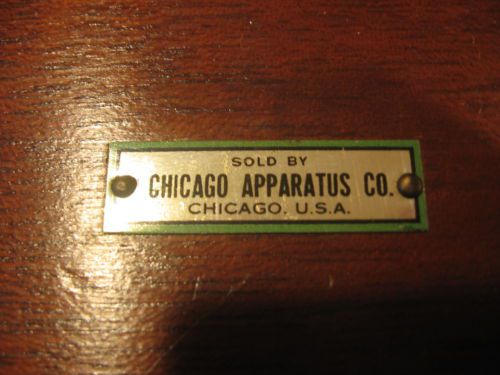 SOLD BY
CHICAGO APPARATUS CO.
CHICAGO, U.S.A.